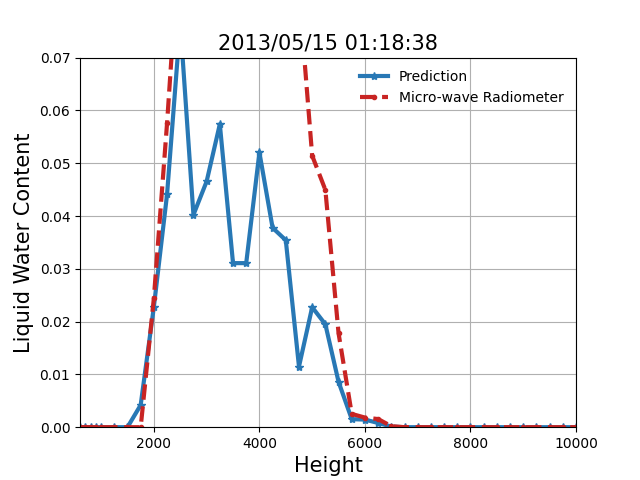 2013/05/15 01:18:38
Prediction
Micro-wave Radiometer
Liquid Water Content
0.07
0.06
0.05
0.04
0.03
0.02
0.01
0.00
2000 4000 6000 8000 10000
Height